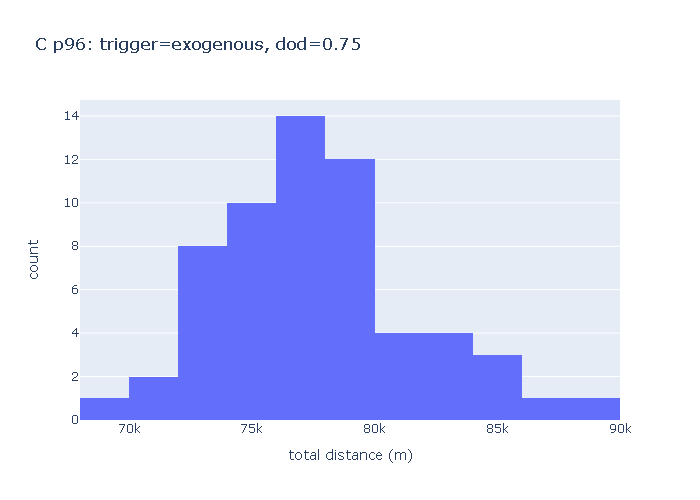 C p96: trigger=exogenous, dod=0.75
14
12
10
8
6
4
2
0
count
70k 75k 80k 85k 90k
total distance (m)